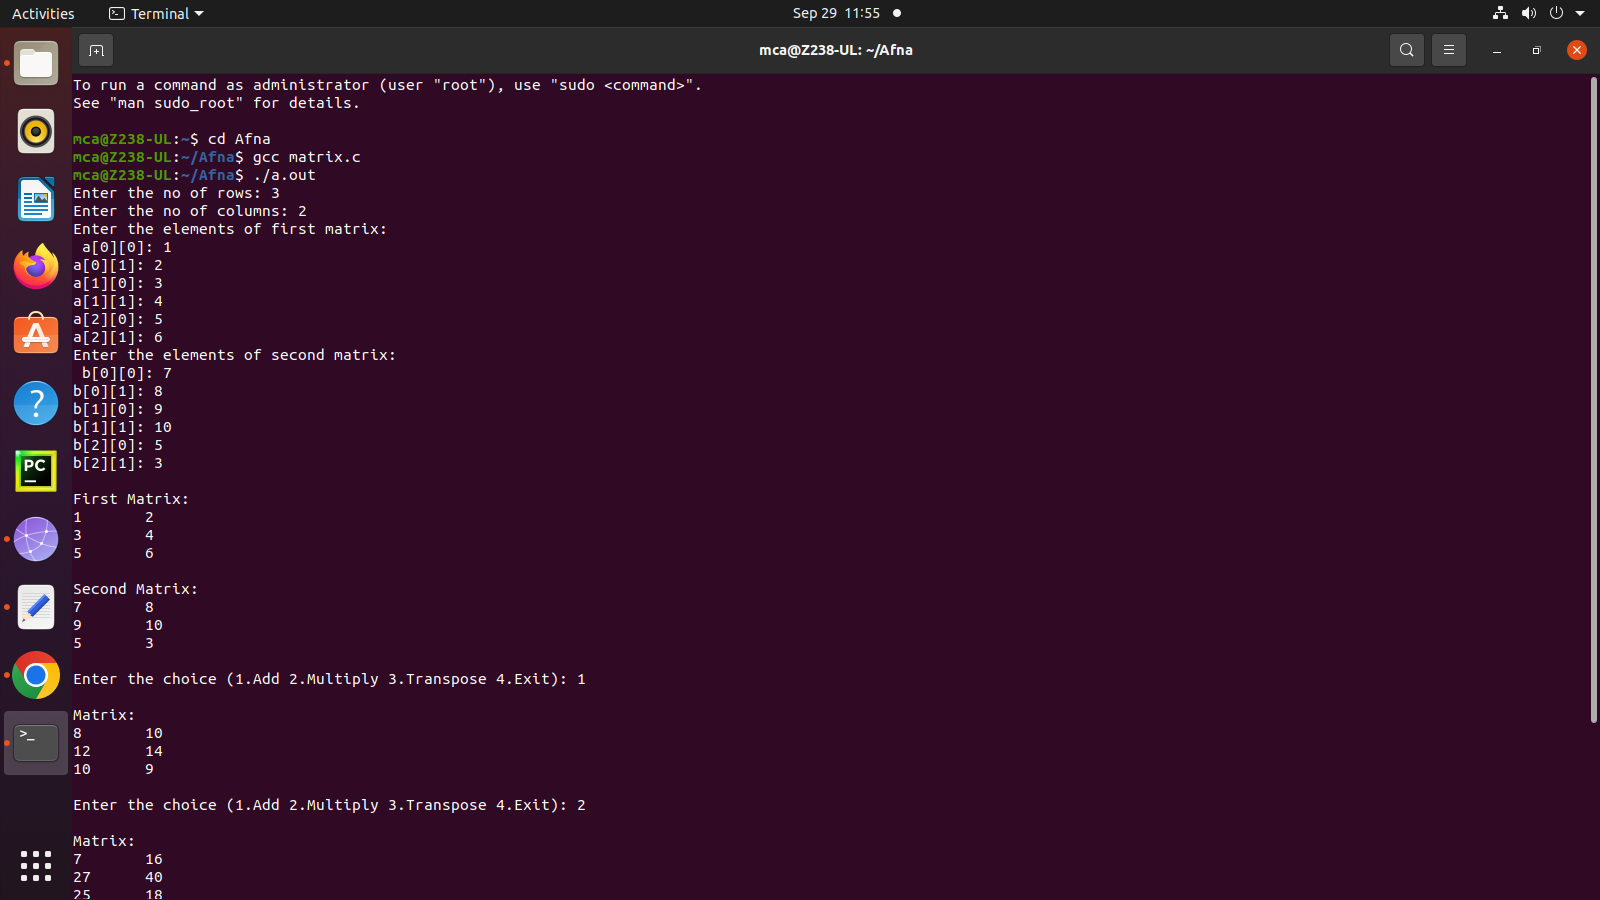 Activities Terminal Sep 29 11:55
mca@Z238-UL: ~/Afna
To run a command as administrator (user "root"), use "sudo <command>".
See "man sudo_root" for details.
mca@Z238-UL:~$ cd Afna
mca@Z238-UL:~/Afna$ gcc matrix.c
mca@Z238-UL:~/Afna$ ./a.out
Enter the no of rows: 3
Enter the no of columns: 2
Enter the elements of first matrix:
a[0][0]: 1
a[0][1]: 2
a[1][0]: 3
a[1][1]: 4
a[2][0]: 5
a[2][1]: 6
Enter the elements of second matrix:
b[0][0]: 7
b[0][1]: 8
b[1][0]: 9
b[1][1]: 10
b[2][0]: 5
b[2][1]: 3
First Matrix:
1 2
3 4
5 6
Second Matrix:
7 8
9 10
5 3
Enter the choice (1.Add 2.Multiply 3.Transpose 4.Exit): 1
Matrix:
8 10
12 14
10 9
Enter the choice (1.Add 2.Multiply 3.Transpose 4.Exit): 2
Matrix:
7 16
27 40
25 18
PC